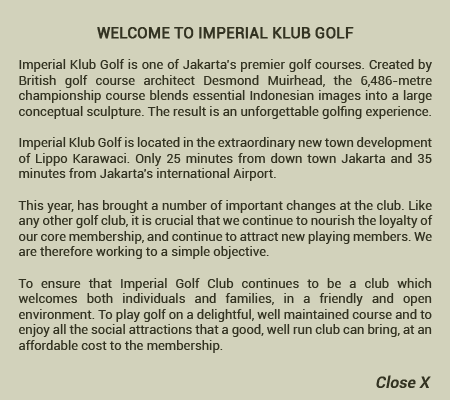 WELCOME TO IMPERIAL KLUB GOLF
Imperial Klub Golf is one of Jakarta's premier golf courses. Created by
British golf course architect Desmond Muirhead, the 6,486-metre
championship course blends essential Indonesian images into a large
conceptual sculpture. The result is an unforgettable golfing experience.
Imperial Klub Golf is located in the extraordinary new town development
of Lippo Karawaci. Only 25 minutes from down town Jakarta and 35
minutes from Jakarta's international Airport.
This year, has brought a number of important changes at the club. Like
any other golf club, it is crucial that we continue to nourish the loyalty of
our core membership, and continue to attract new playing members. We
are therefore working to a simple objective.
To ensure that Imperial Golf Club continues to be a club which
welcomes both individuals and families, in a friendly and open
environment. To play golf on a delightful, well maintained course and to
enjoy all the social attractions that a good, well run club can bring, at an
affordable cost to the membership.
Close X